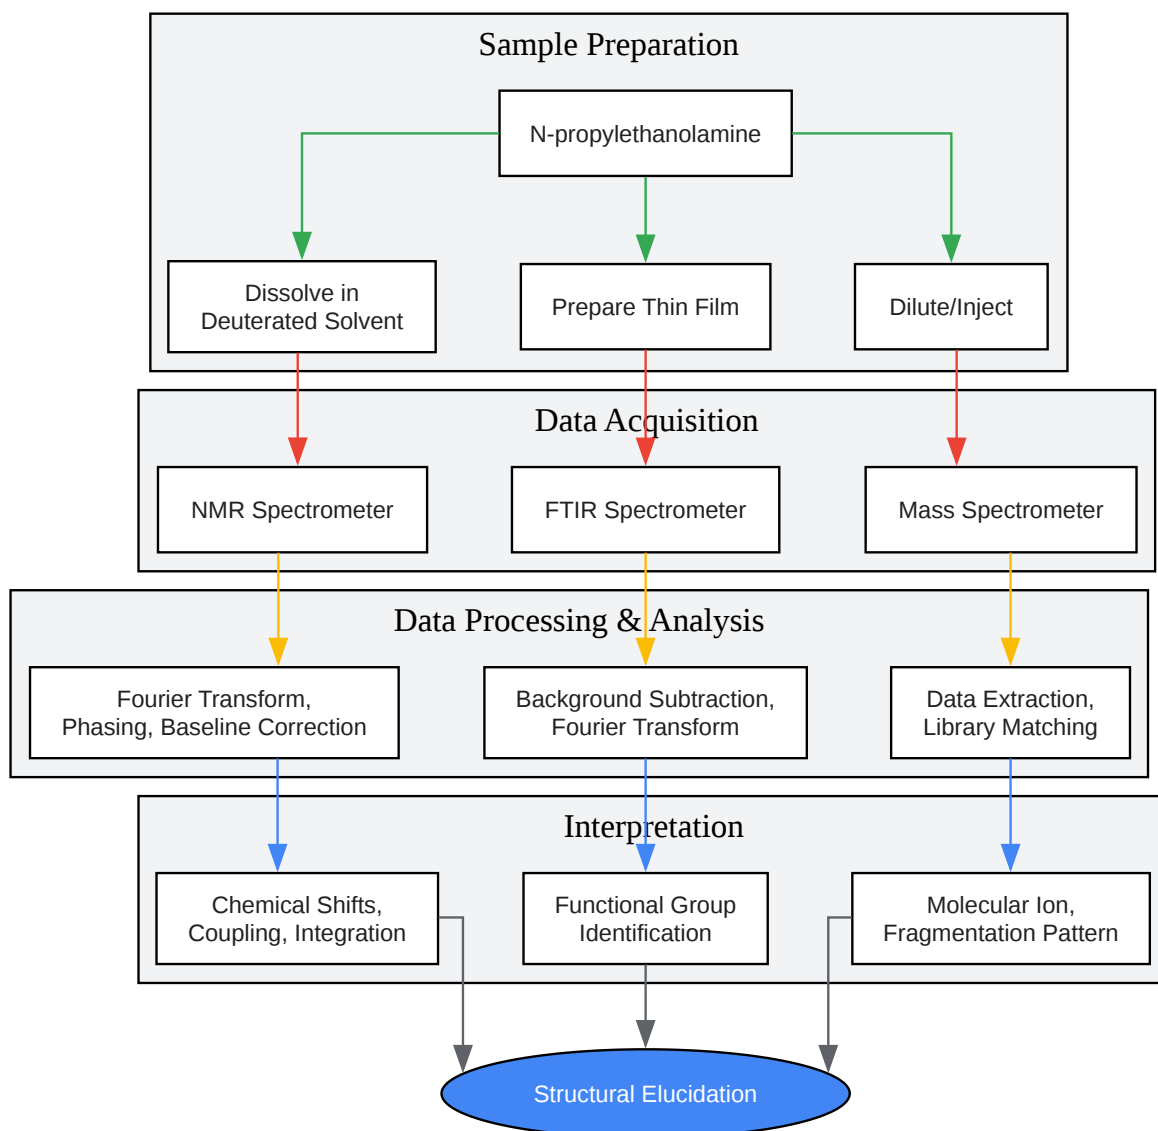 Sample Preparation
N-propylethanolamine
Dissolve in
Deuterated Solvent
Prepare Thin Film
Dilute/Inject
Data Acquisition
NMR Spectrometer
FTIR Spectrometer
Mass Spectrometer
Data Processing & Analysis
Fourier Transform,
Phasing, Baseline Correction
Background Subtraction,
Fourier Transform
Data Extraction,
Library Matching
Interpretation
Chemical Shifts,
Coupling, Integration
Functional Group
Identification
Molecular Ion,
Fragmentation Pattern
Structural Elucidation